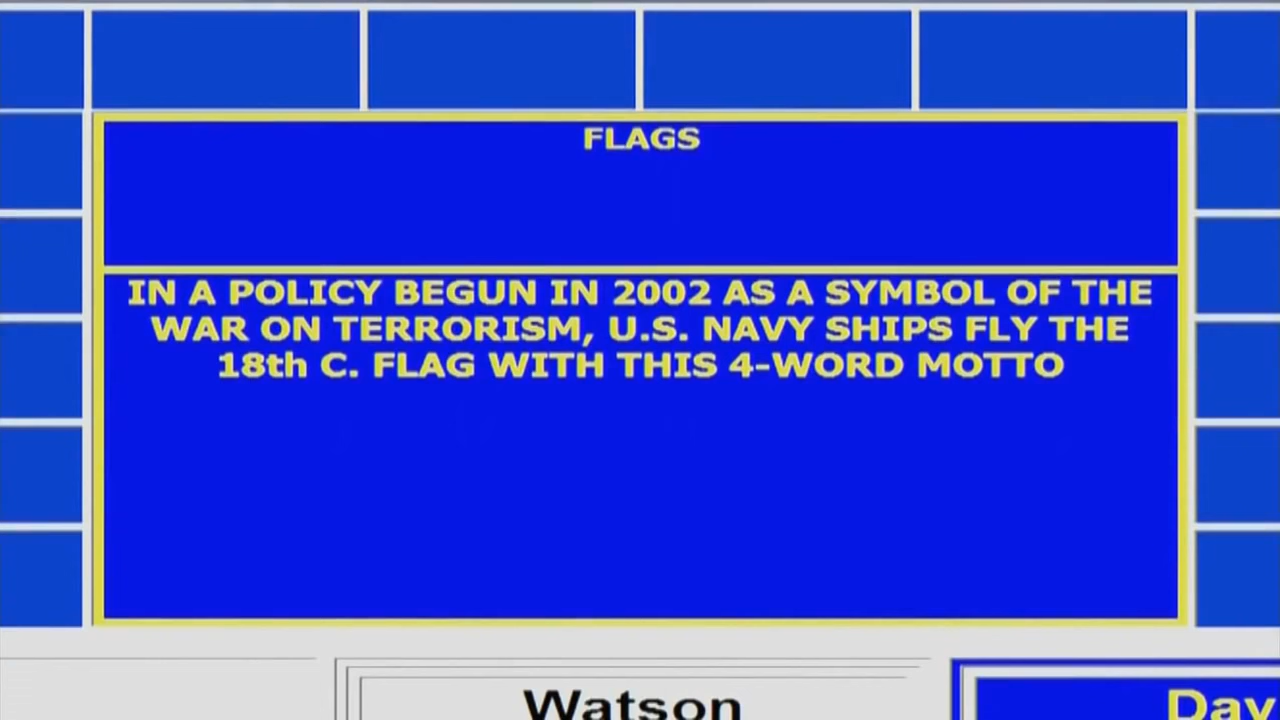 FLAGS
IN A POLICY BEGUN IN 2002 AS A SYMBOL OF THE
WAR ON TERRORISM, U.S. NAVY SHIPS FLY THE
18th C. FLAG WITH THIS 4-WORD MOTTO
Watson
Day